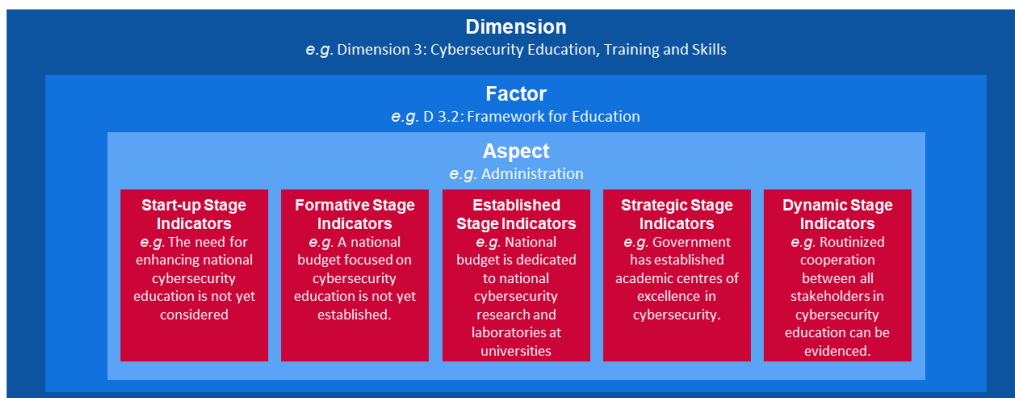 Dimension
e.g. Dimension 3: Cybersecurity Education, Training and Skills
Factor
e.g. D 3.2: Framework for Education
Aspect
e.g. Administration
Start-up Stage
Indicators
e.g. The need for
enhancing national
cybersecurity
education is not yet
considered
Formative Stage
Indicators
e.g. A national
budget focused on
cybersecurity
education is not yet
established.
Established
Stage Indicators
e.g. National
budget is dedicated
to national
cybersecurity
research and
laboratories at
universities
Strategic Stage
Indicators
e.g. Government
has established
academic centres of
excellence in
cybersecurity.
Dynamic Stage
Indicators
e.g. Routinized
cooperation
between all
stakeholders in
cybersecurity
education can be
evidenced.